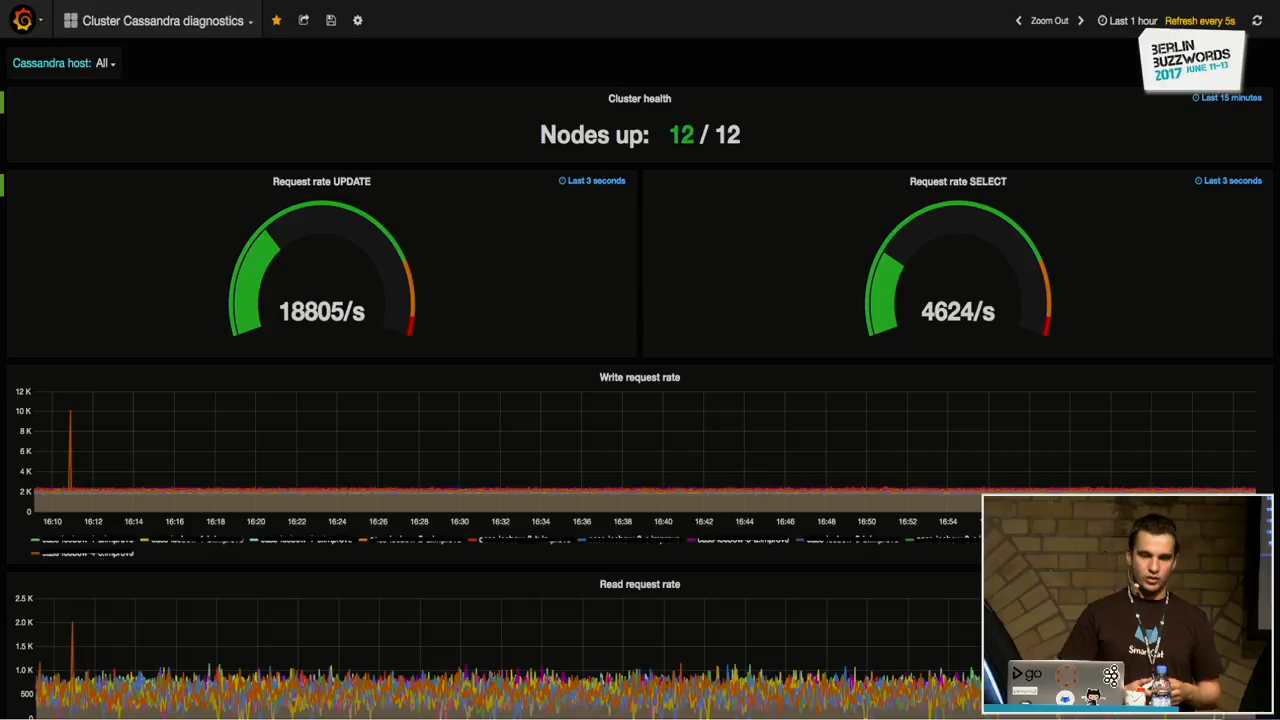 Cluster Cassandra diagnostics
Zoom Out
Last 1 hour
Refresh every 5s
BERLIN
BUZZWORDS
2017 JUNE 11-13
Cassandra host: All
Cluster health
Last 15 minutes
Nodes up: 12 / 12
Request rate UPDATE
Last 3 seconds
Request rate SELECT
Last 3 seconds
18805/s
4624/s
Write request rate
12 K
10 K
8 K
6 K
4 K
2 K
0
16:10 16:12 16:14 16:16 16:18 16:20 16:22 16:24 16:26 16:28 16:30 16:32 16:34 16:36 16:38 16:40 16:42 16:44 16:46 16:48 16:50 16:52 16:54
Read request rate
2.5 K
2.0 K
1.5 K
1.0 K
500
go